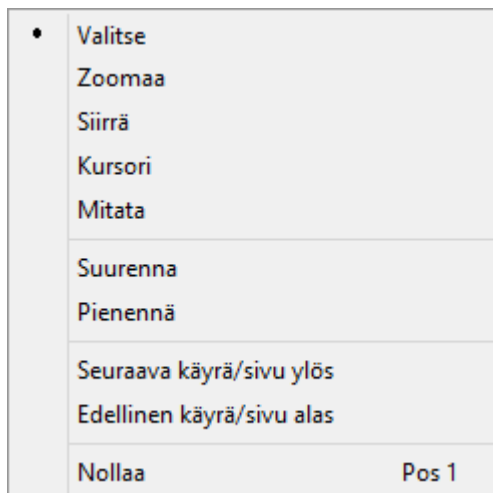 Valitse
Zoomaa
Siirrä
Kursori
Mitata
Suurenna
Pienennä
Seuraava käyrä/sivu ylös
Edellinen käyrä/sivu alas
Nollaa Pos 1